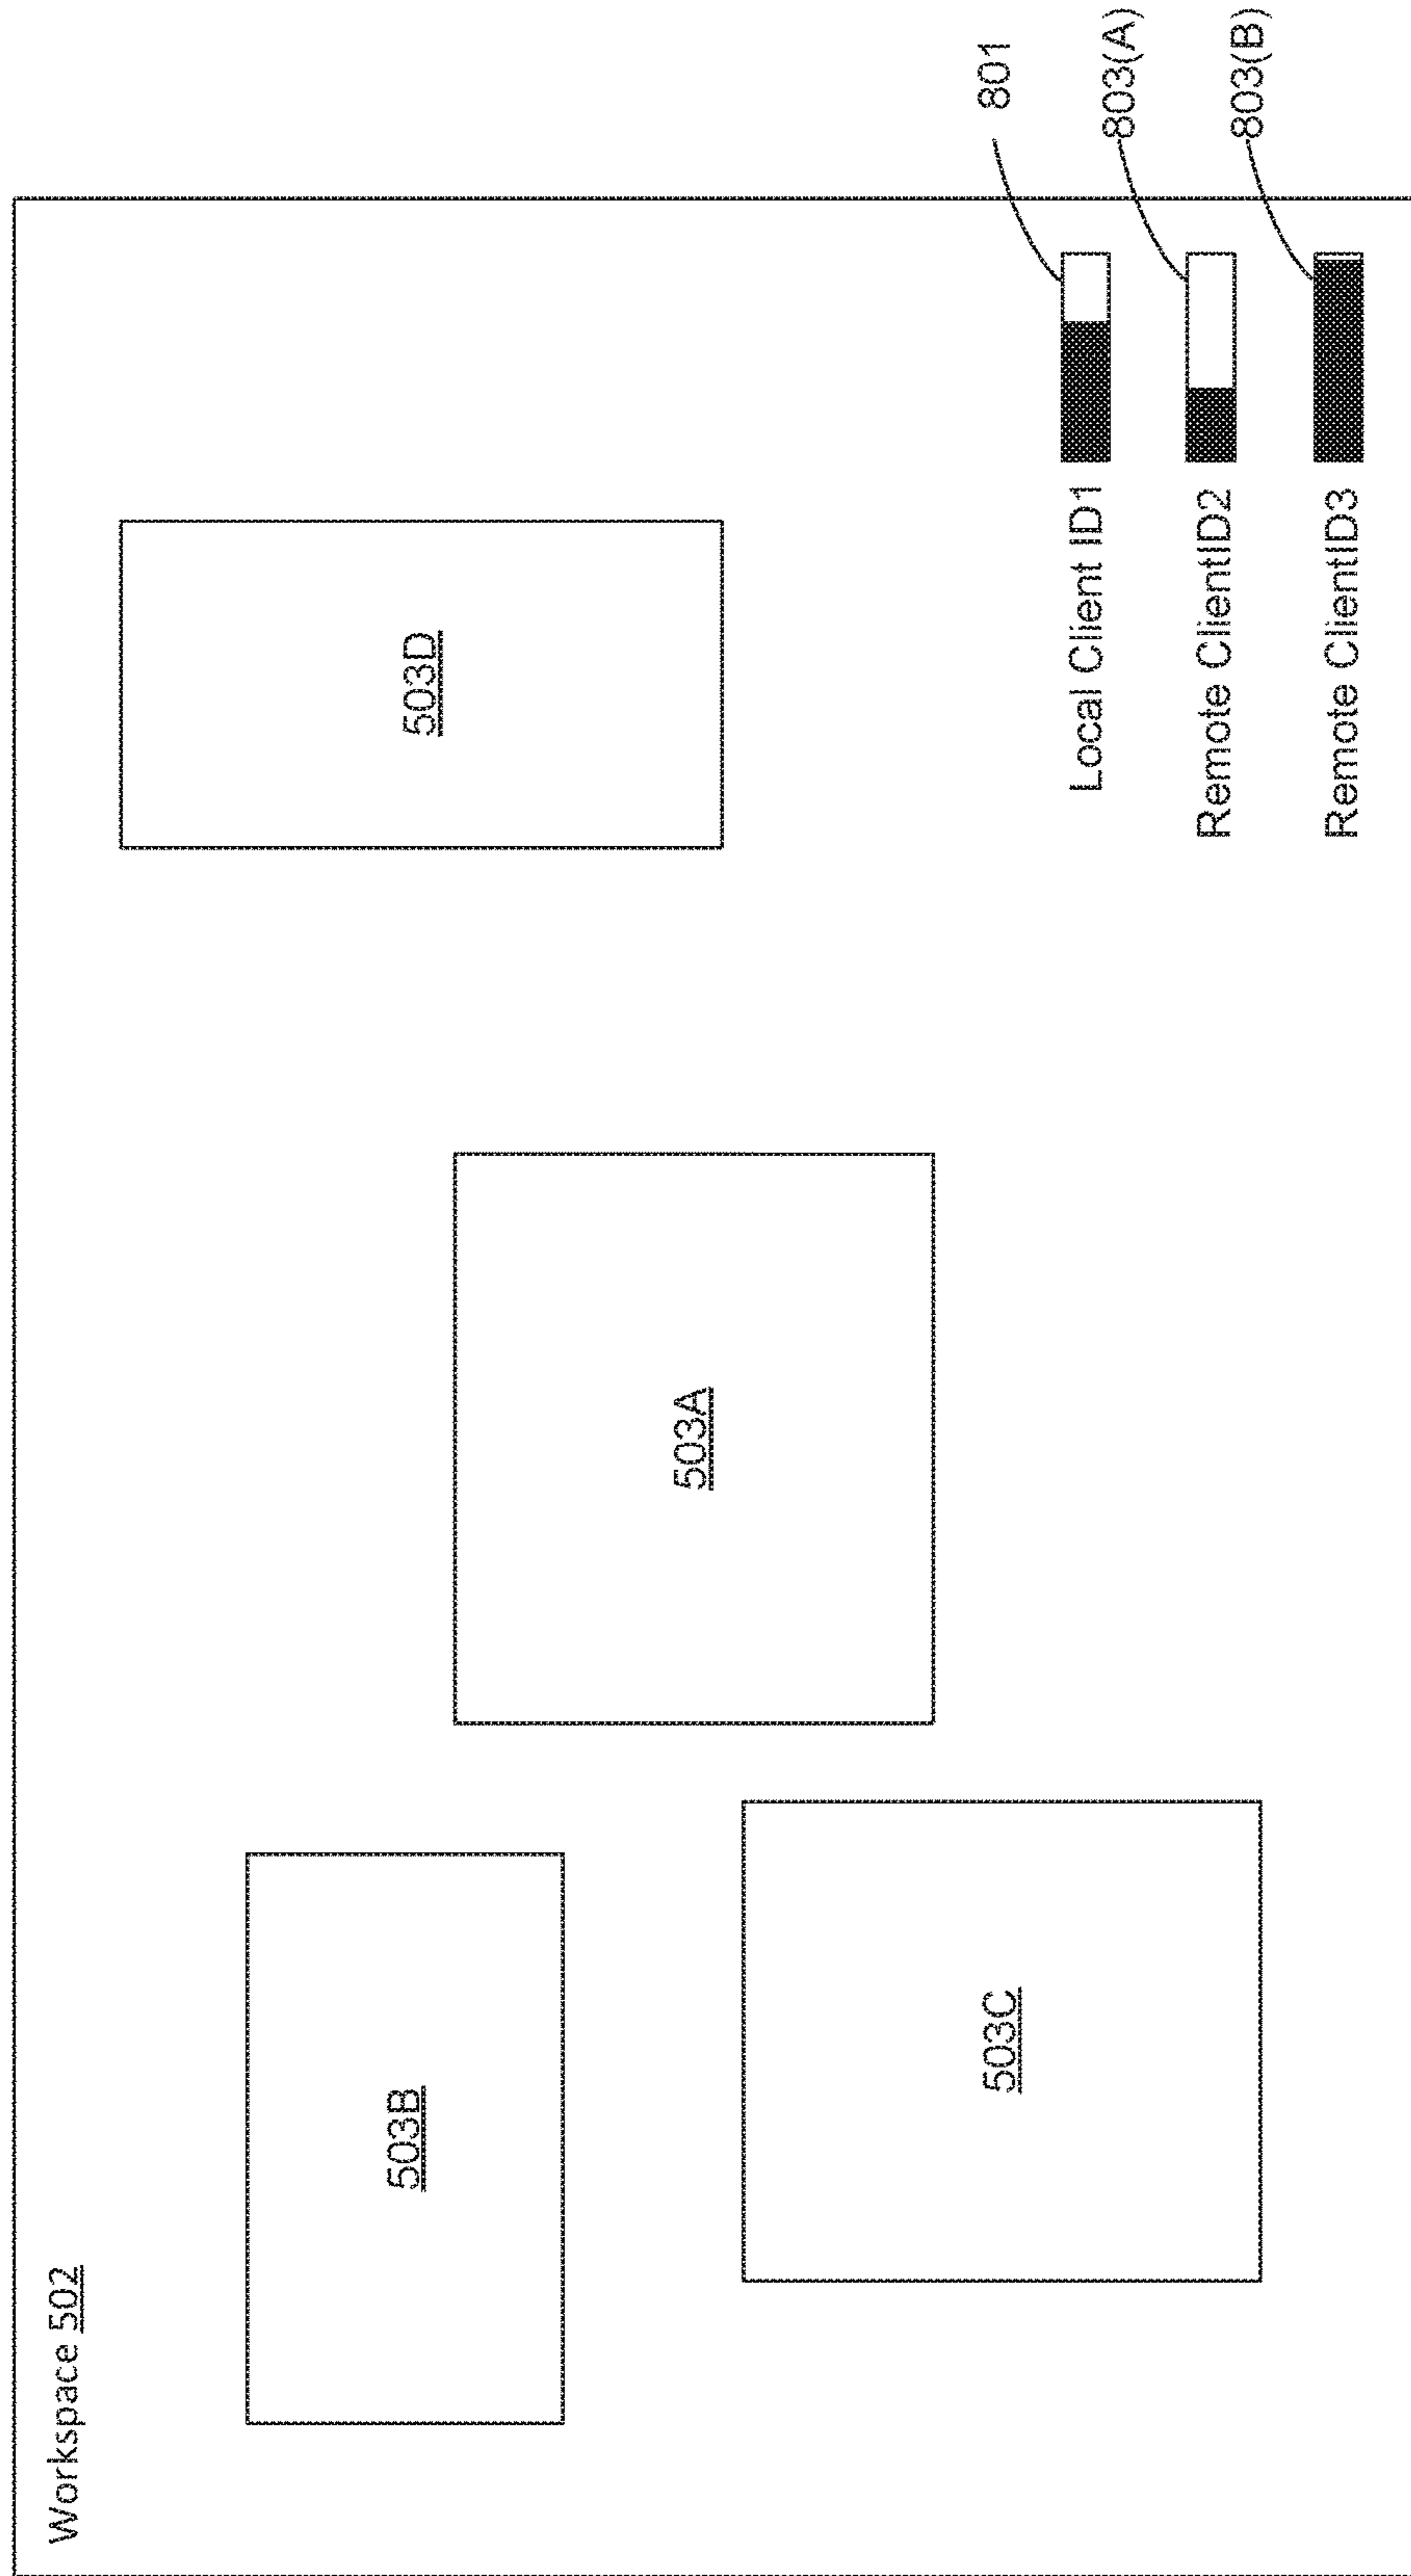 Workspace 502
503D
503B
503A
503C
801
Local Client ID1
803(A)
Remote ClientID2
803(B)
Remote ClientID3